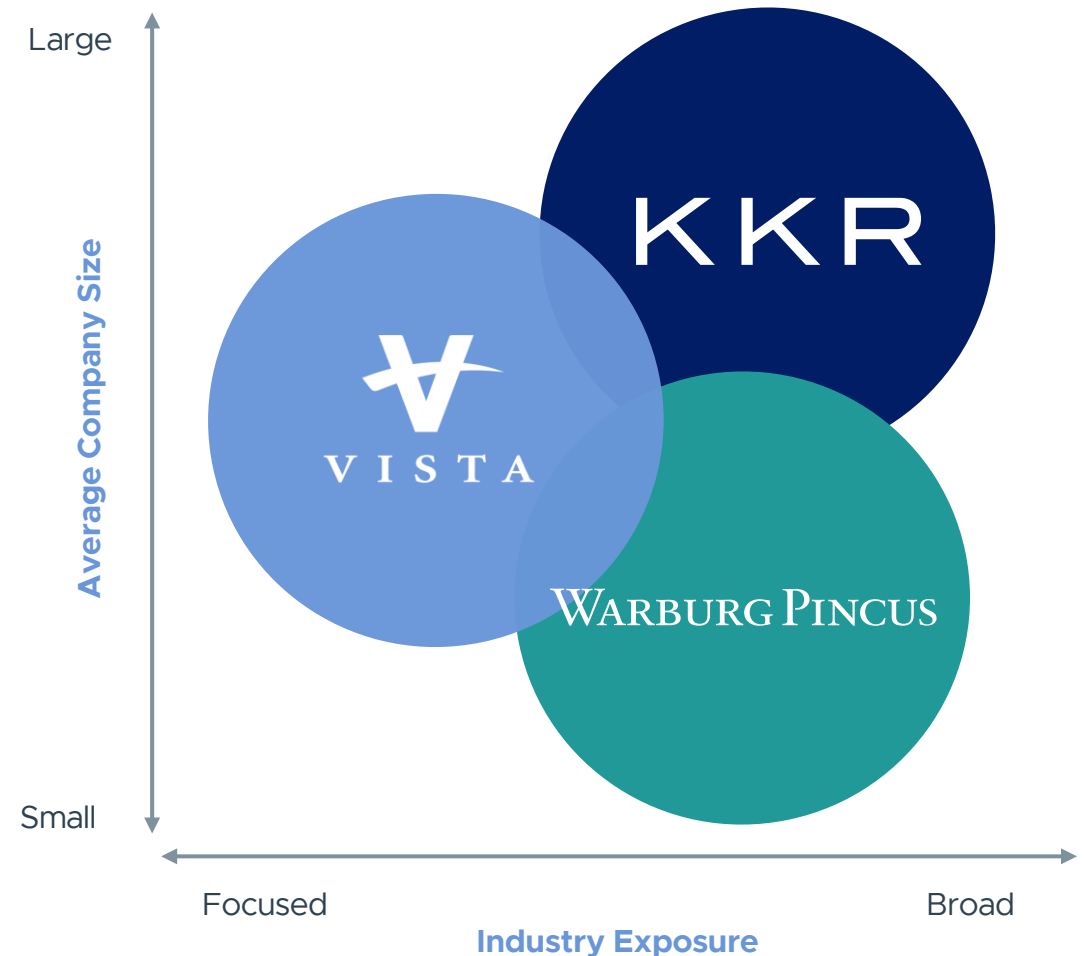 Large
KKR
Average Company Size
VISTA
WARBURG PINCUS
Small
Focused
Broad
Industry Exposure